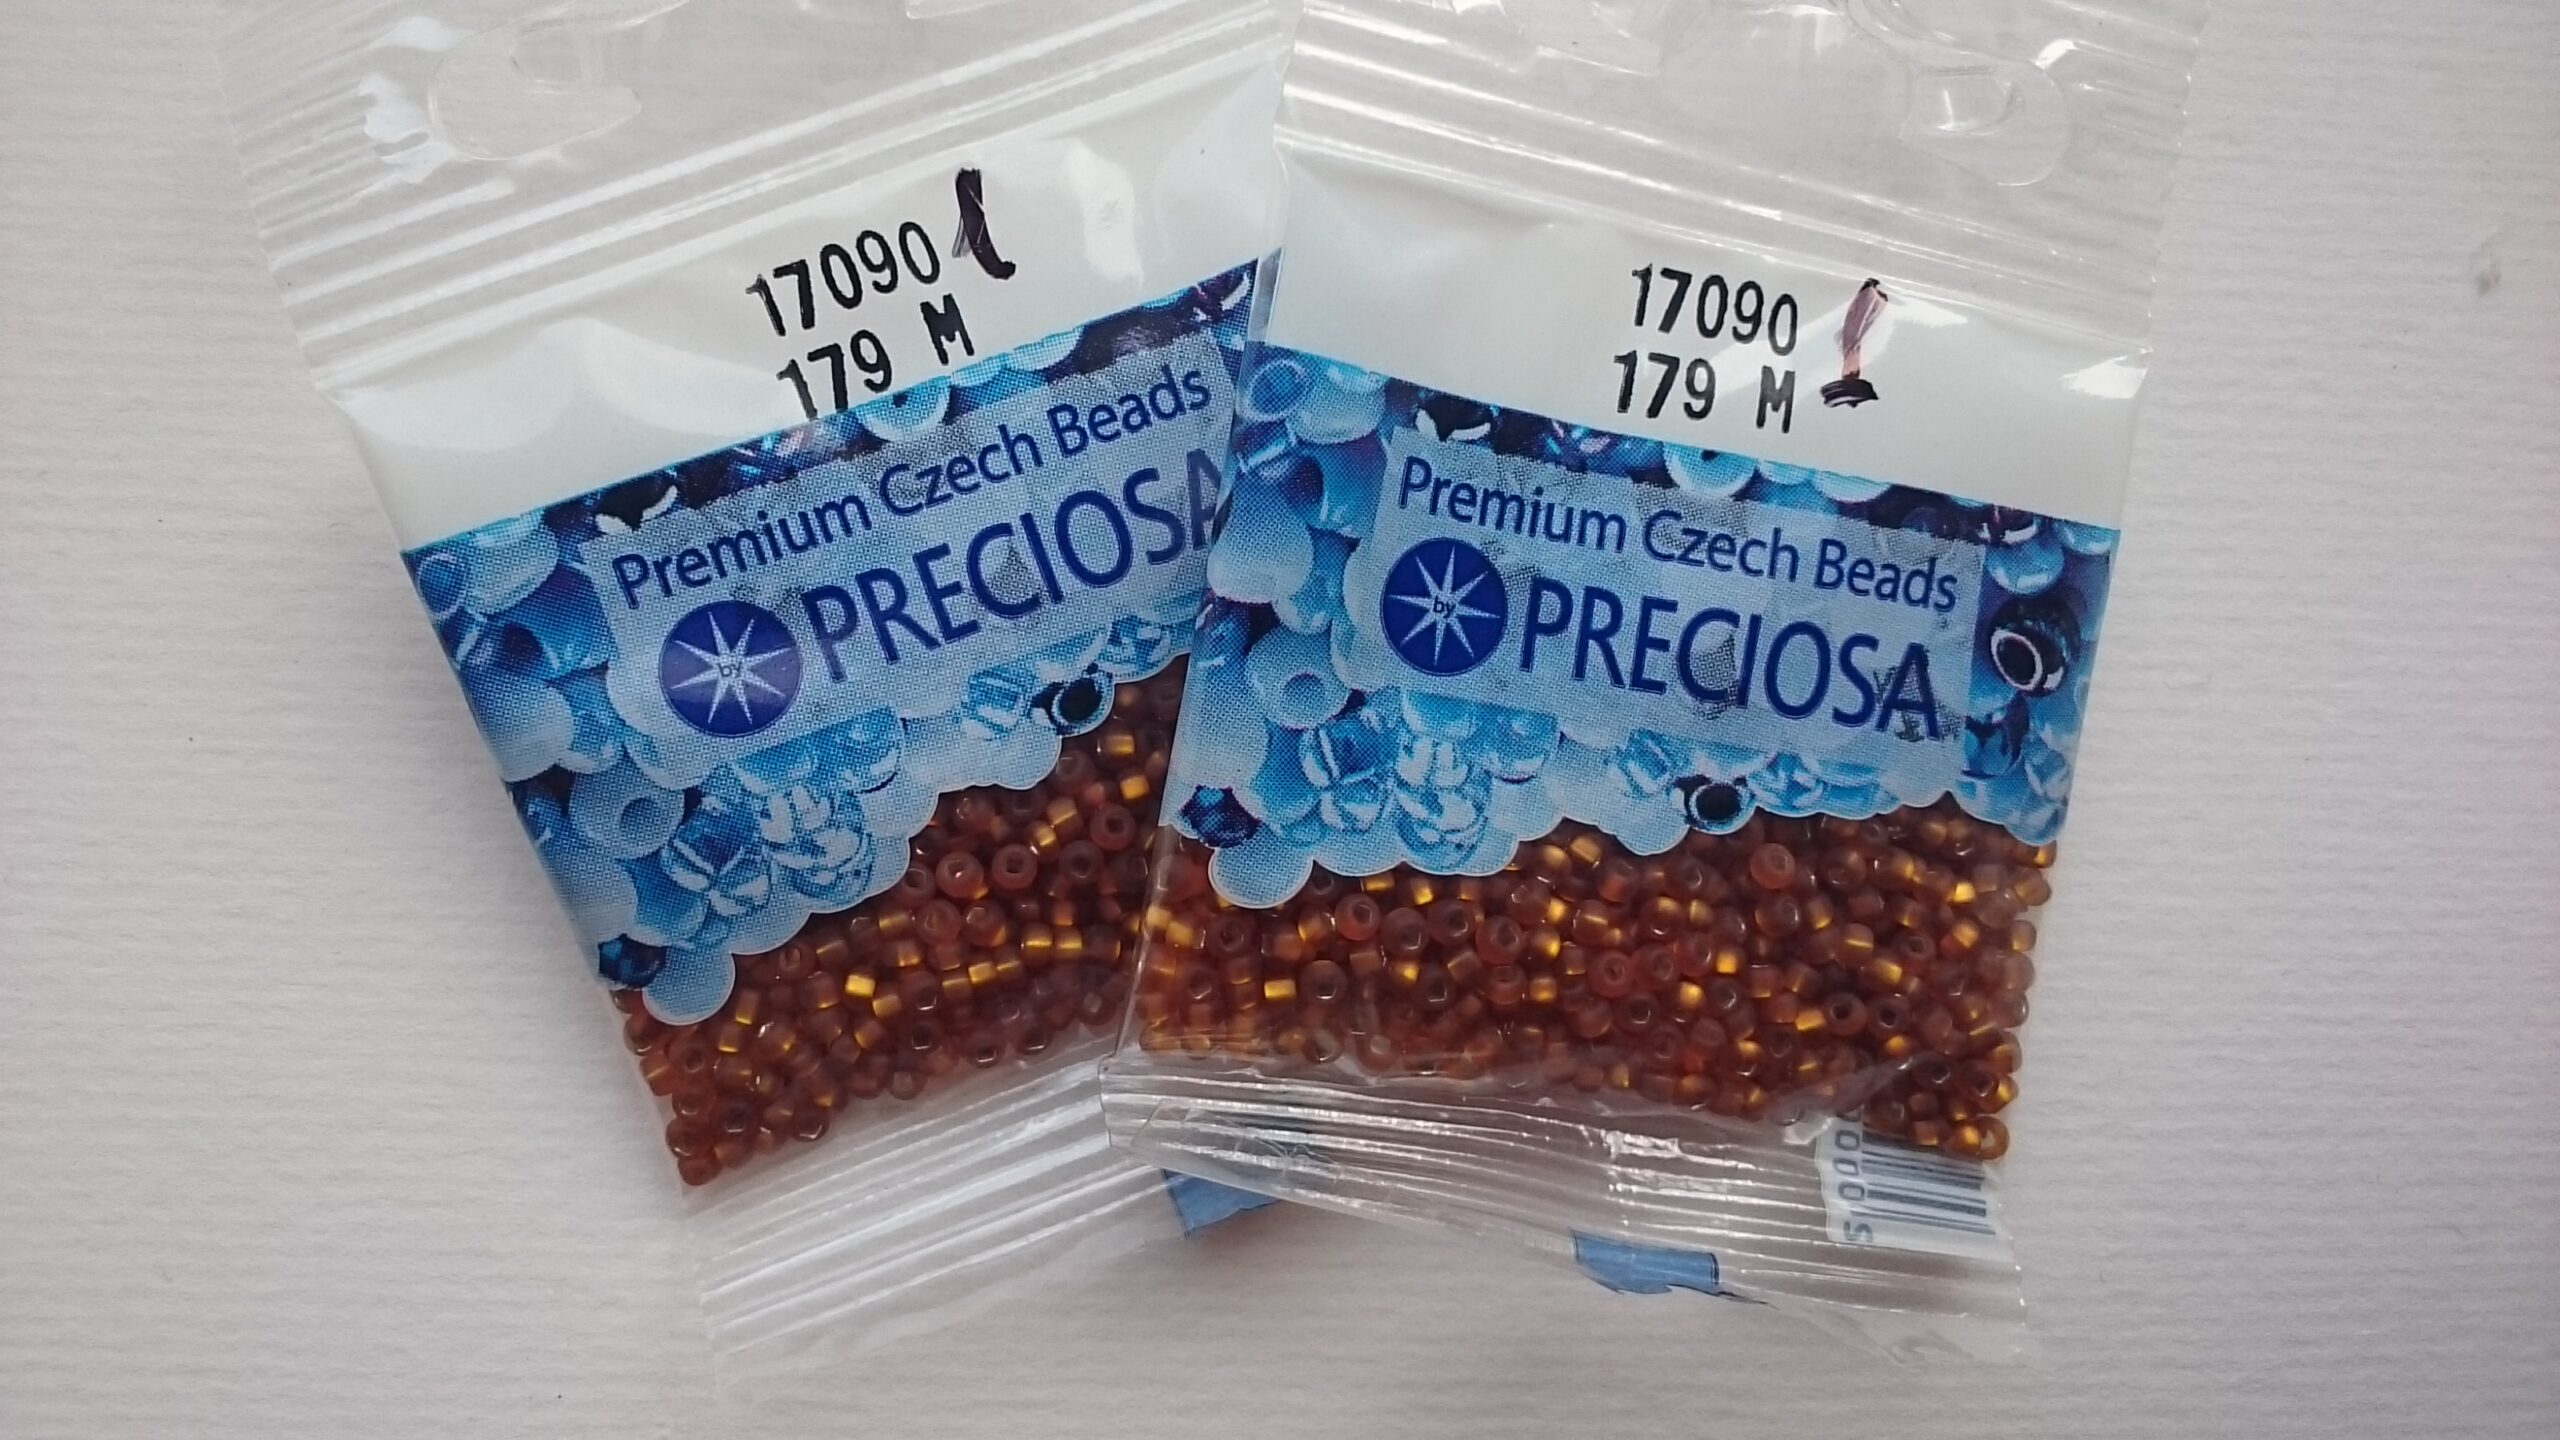 17090
179 M
Premium Czech Beads
by PRECIOSA
17090
179 M
Premium Czech Beads
by PRECIOSA